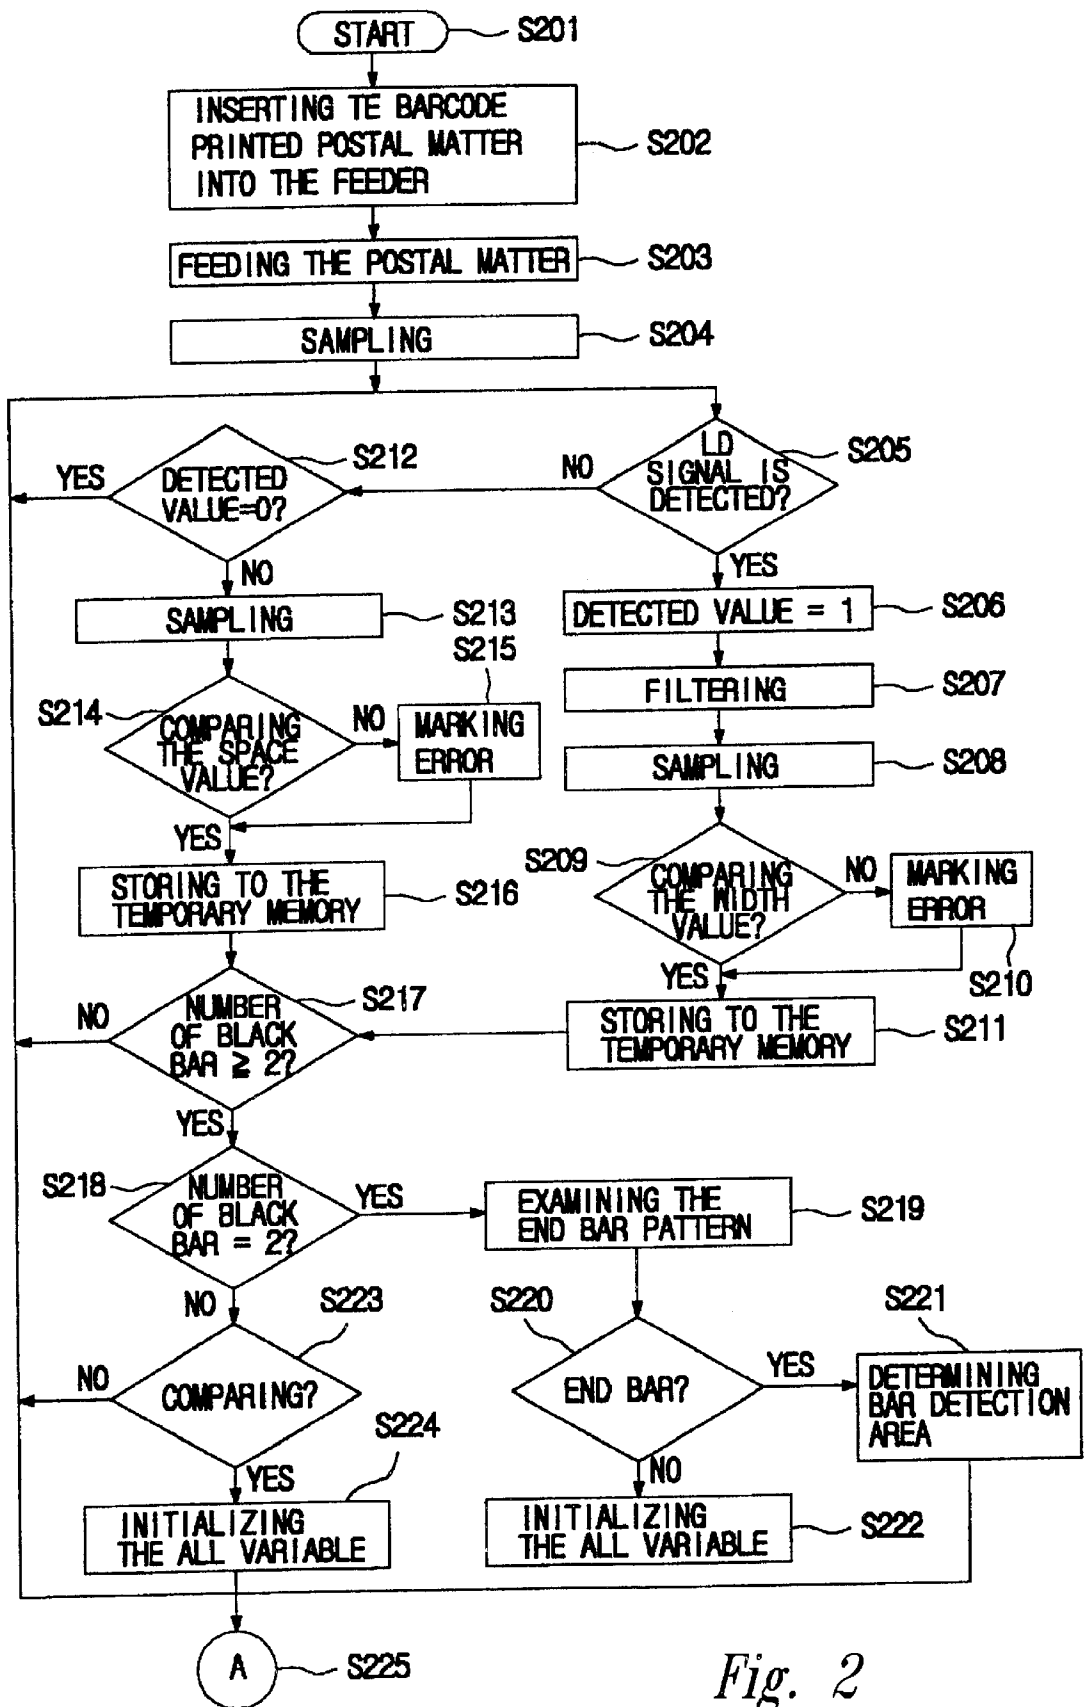 START
S201
INSERTING TE BARCODE
PRINTED POSTAL MATTER
INTO THE FEEDER
S202
FEEDING THE POSTAL MATTER
S203
SAMPLING
S204
LD
SIGNAL IS
DETECTED?
S205
NO
YES
DETECTED
VALUE=0?
S212
YES
NO
DETECTED VALUE = 1
S206
SAMPLING
S213
FILTERING
S207
COMPARING
THE SPACE
VALUE?
S214
NO
YES
MARKING
ERROR
S215
SAMPLING
S208
COMPARING
THE WIDTH
VALUE?
S209
NO
YES
MARKING
ERROR
S210
STORING TO THE
TEMPORARY MEMORY
S216
STORING TO THE
TEMPORARY MEMORY
S211
NUMBER
OF BLACK
BAR ≧ 2?
S217
NO
YES
NUMBER
OF BLACK
BAR = 2?
S218
YES
NO
EXAMINING THE
END BAR PATTERN
S219
COMPARING?
S223
NO
YES
END BAR?
S220
YES
NO
DETERMINING
BAR DETECTION
AREA
S221
INITIALIZING
THE ALL VARIABLE
S224
INITIALIZING
THE ALL VARIABLE
S222
A
S225
Fig. 2